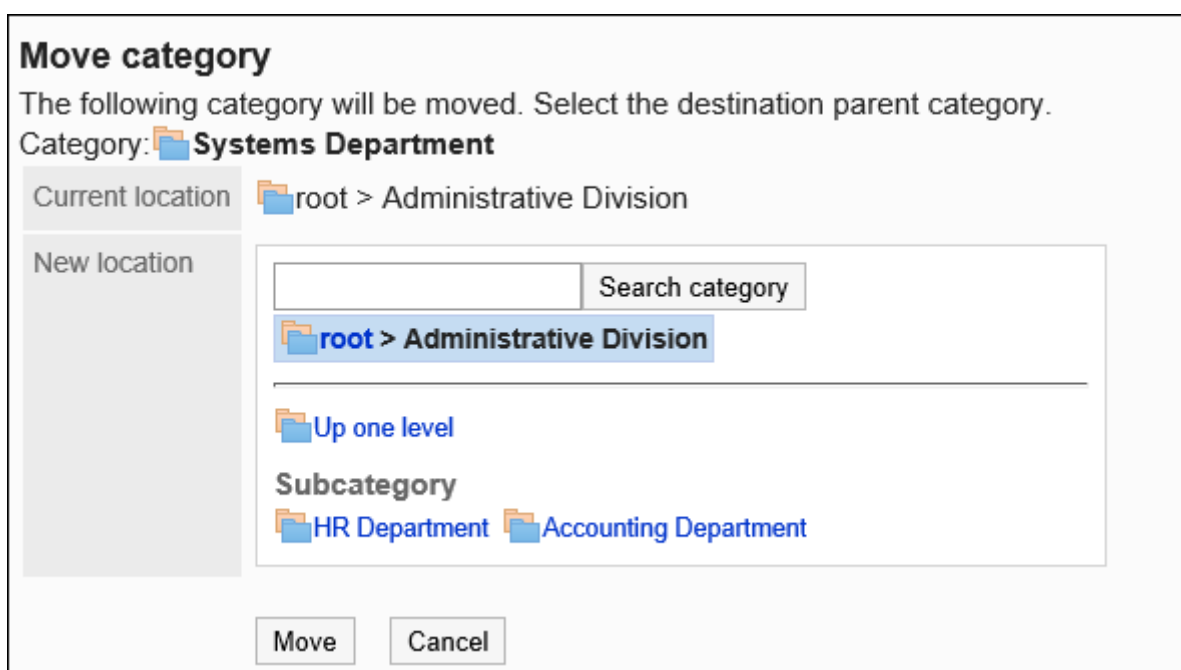 Move category
The following category will be moved. Select the destination parent category.
Category: Systems Department
Current location root > Administrative Division
New location
Search category
root > Administrative Division
Up one level
Subcategory
HR Department Accounting Department
Move Cancel